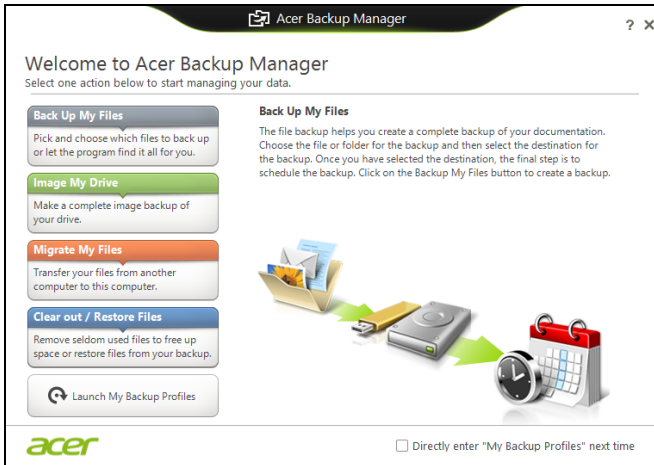 Acer Backup Manager
? X
Welcome to Acer Backup Manager
Select one action below to start managing your data.
Back Up My Files
Pick and choose which files to back up
or let the program find it all for you.
Image My Drive
Make a complete image backup of
your drive.
Migrate My Files
Transfer your files from another
computer to this computer.
Clear out / Restore Files
Remove seldom used files to free up
space or restore files from your backup.
Launch My Backup Profiles
Back Up My Files
The file backup helps you create a complete backup of your documentation.
Choose the file or folder for the backup and then select the destination for
the backup. Once you have selected the destination, the final step is to
schedule the backup. Click on the Backup My Files button to create a backup.
acer
Directly enter "My Backup Profiles" next time